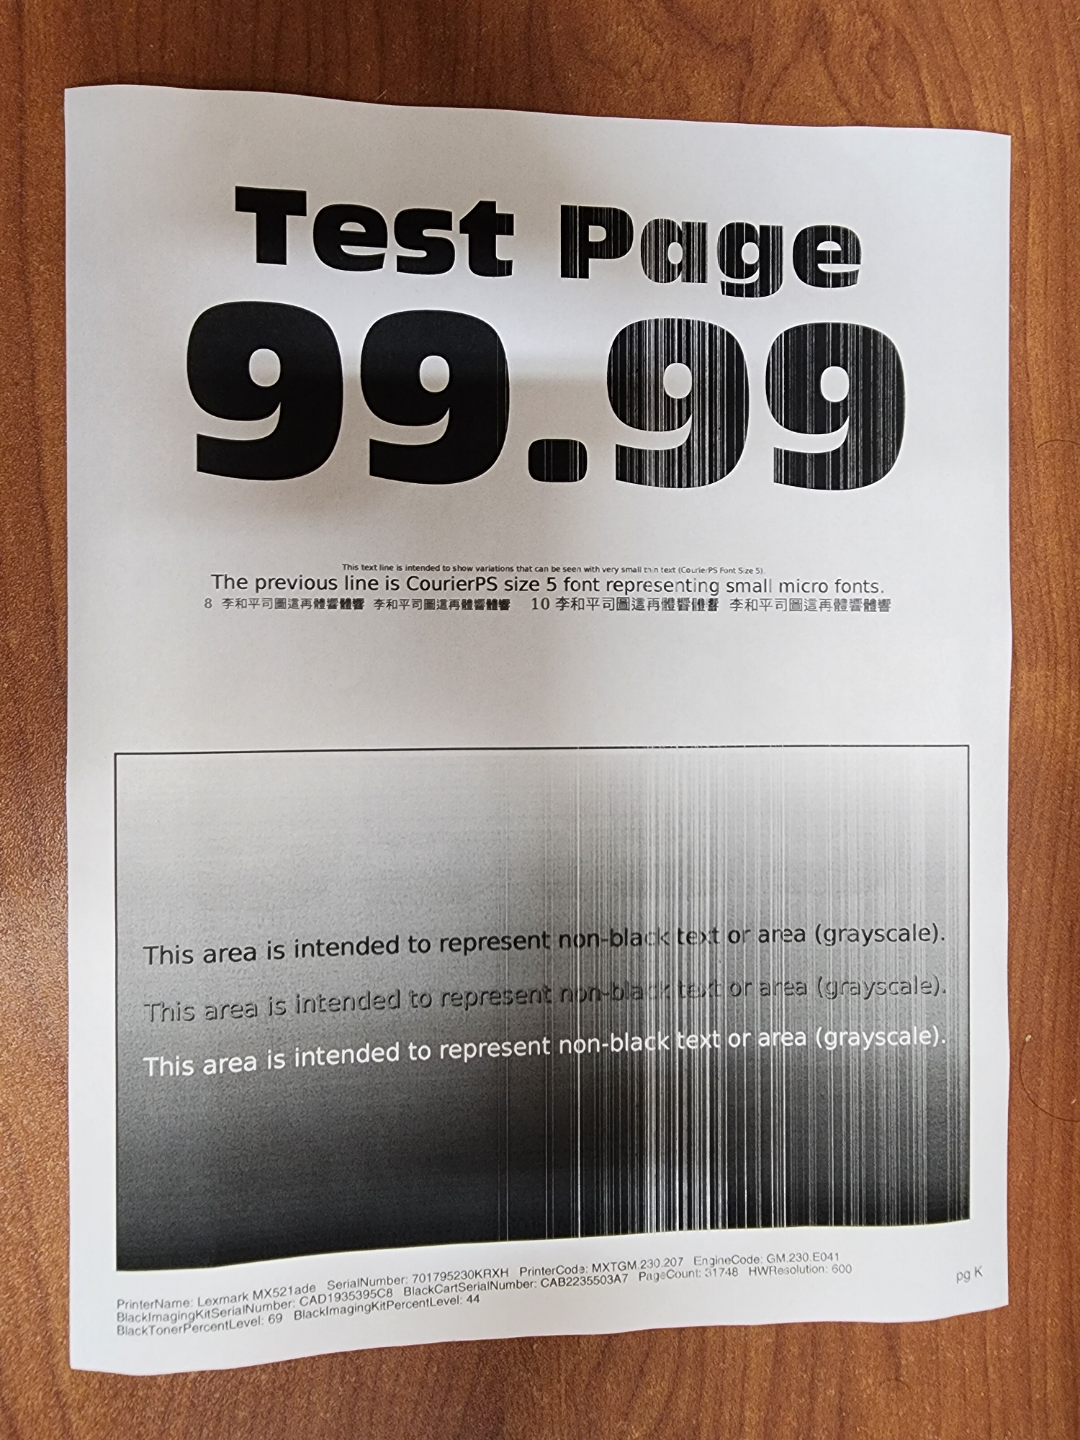 Test Page
99.99
This text line is intended to show variations that can be seen with very small thin text (CourierPS Font Size 5).
The previous line is CourierPS size 5 font representing small micro fonts.
8 李和平司圖這再體響體響 李和平司圖這再體響體響 10 李和平司圖這再體響體響 李和平司圖這再體響體響
This area is intended to represent non-black text or area (grayscale).
This area is intended to represent non-black text or area (grayscale).
This area is intended to represent non-black text or area (grayscale).
PrinterName: Lexmark MX521ade SerialNumber: 701795230KRXH PrinterCode: MXTGM.230.207 EngineCode: GM.230.E041
BlackImagingKitSerialNumber: CAD1935395C8 BlackCartSerialNumber: CAB2235503A7 PageCount: 31748 HWResolution: 600
BlackTonerPercentLevel: 69 BlackImagingKitPercentLevel: 44
pg K